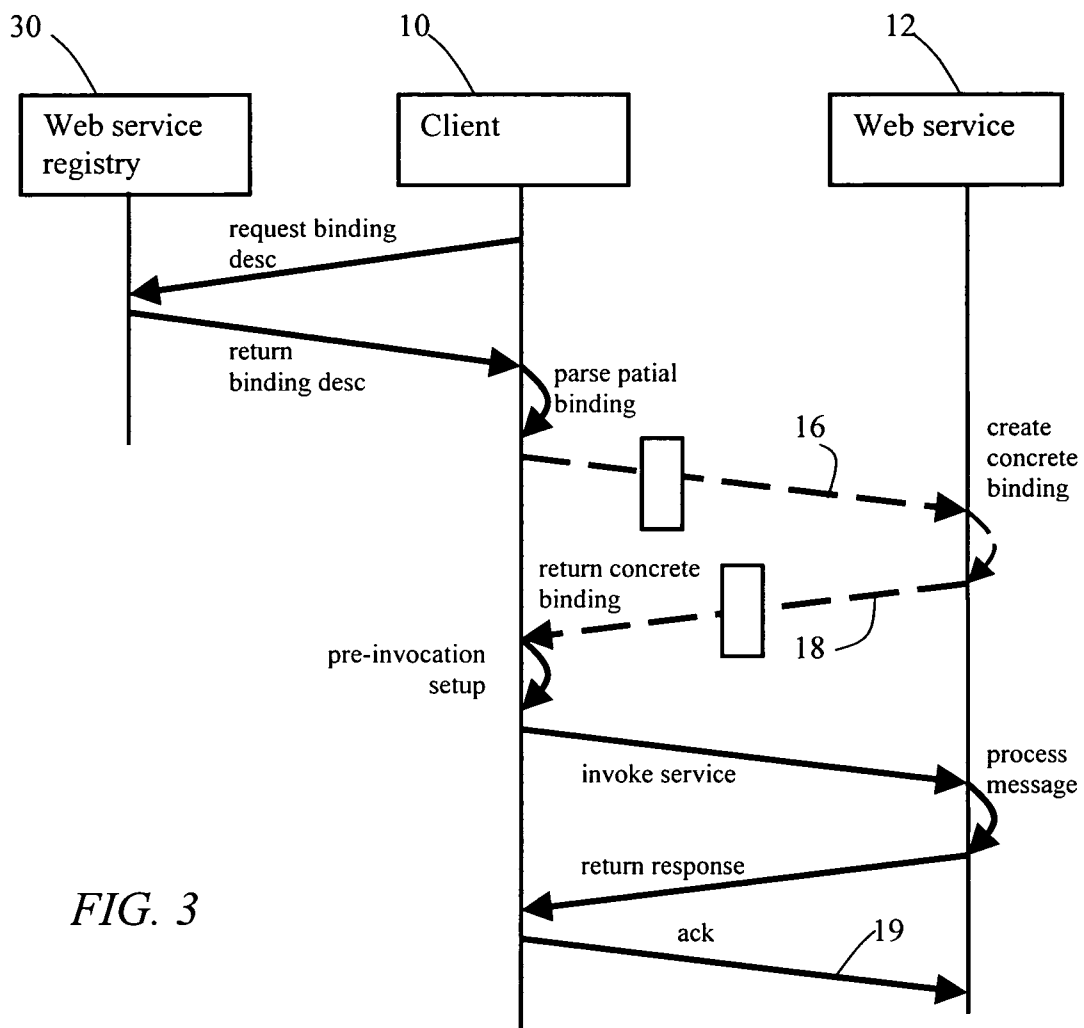 30
10
12
Web service
registry
Client
Web service
request binding
desc
return
binding desc
parse patial
binding
16
create
concrete
binding
return concrete
binding
18
pre-invocation
setup
invoke service
process
message
return response
FIG. 3
ack
19